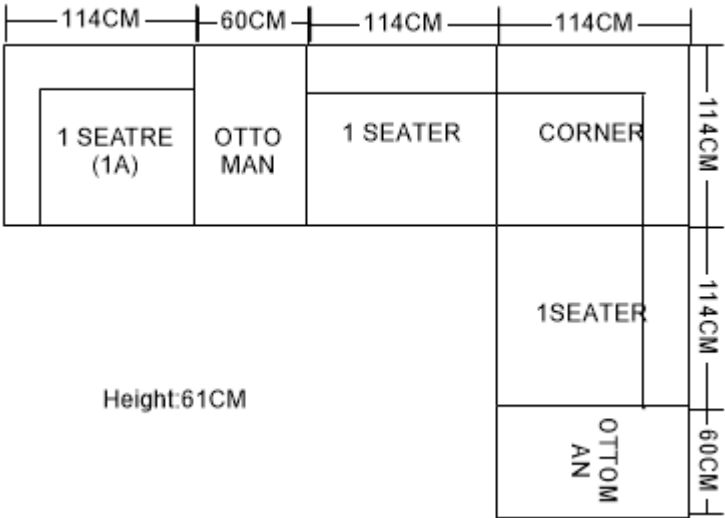 114CM
60CM
114CM
114CM
1 SEATRE
(1A)
OTTO
MAN
1 SEATER
CORNER
114CM
1SEATER
114CM
Height:61CM
OTTOM
AN
60CM